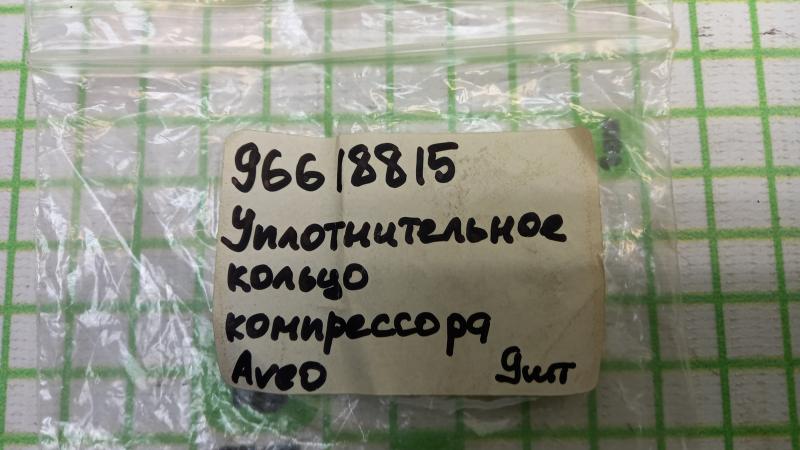 96618815
Уплотнительное
кольцо
компрессора
Aveo 9шт